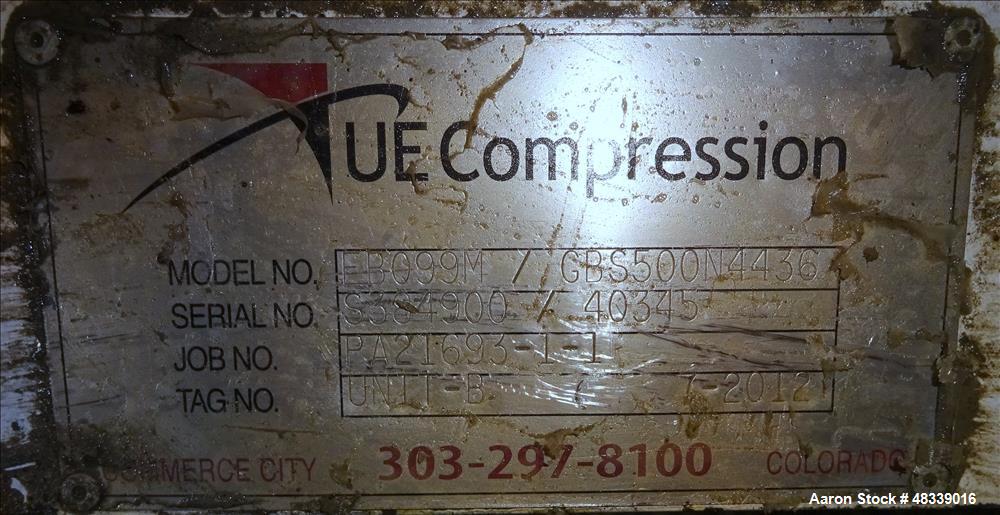 UE Compression
MODEL NO. EB099M / GBS500N4436
SERIAL NO. S384900 / 40345
JOB NO. PA21693-1-1
TAG NO. UNIT-B / 7-2012
COMMERCE CITY 303-297-8100 COLORADO
Aaron Stock # 48339016